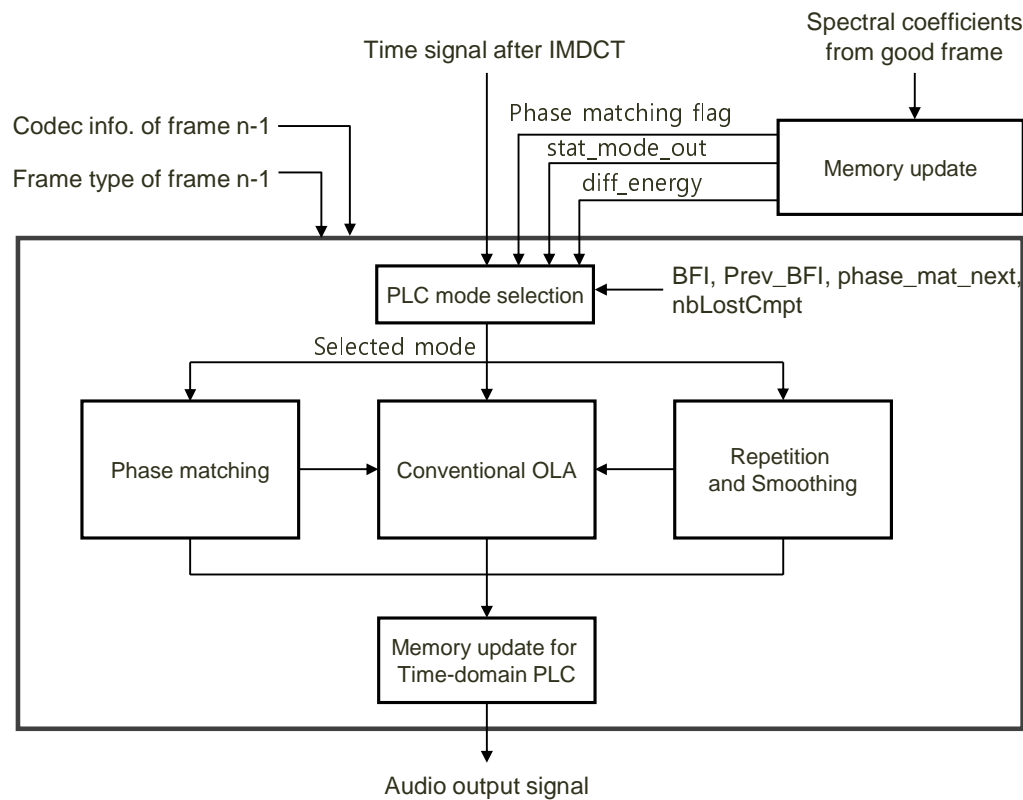 Spectral coefficients
from good frame
Time signal after IMDCT
Phase matching flag
Codec info. of frame n-1
stat_mode_out
Memory update
Frame type of frame n-1
diff_energy
PLC mode selection
BFI, Prev_BFI, phase_mat_next,
nbLostCmpt
Selected mode
Phase matching
Conventional OLA
Repetition
and Smoothing
Memory update for
Time-domain PLC
Audio output signal